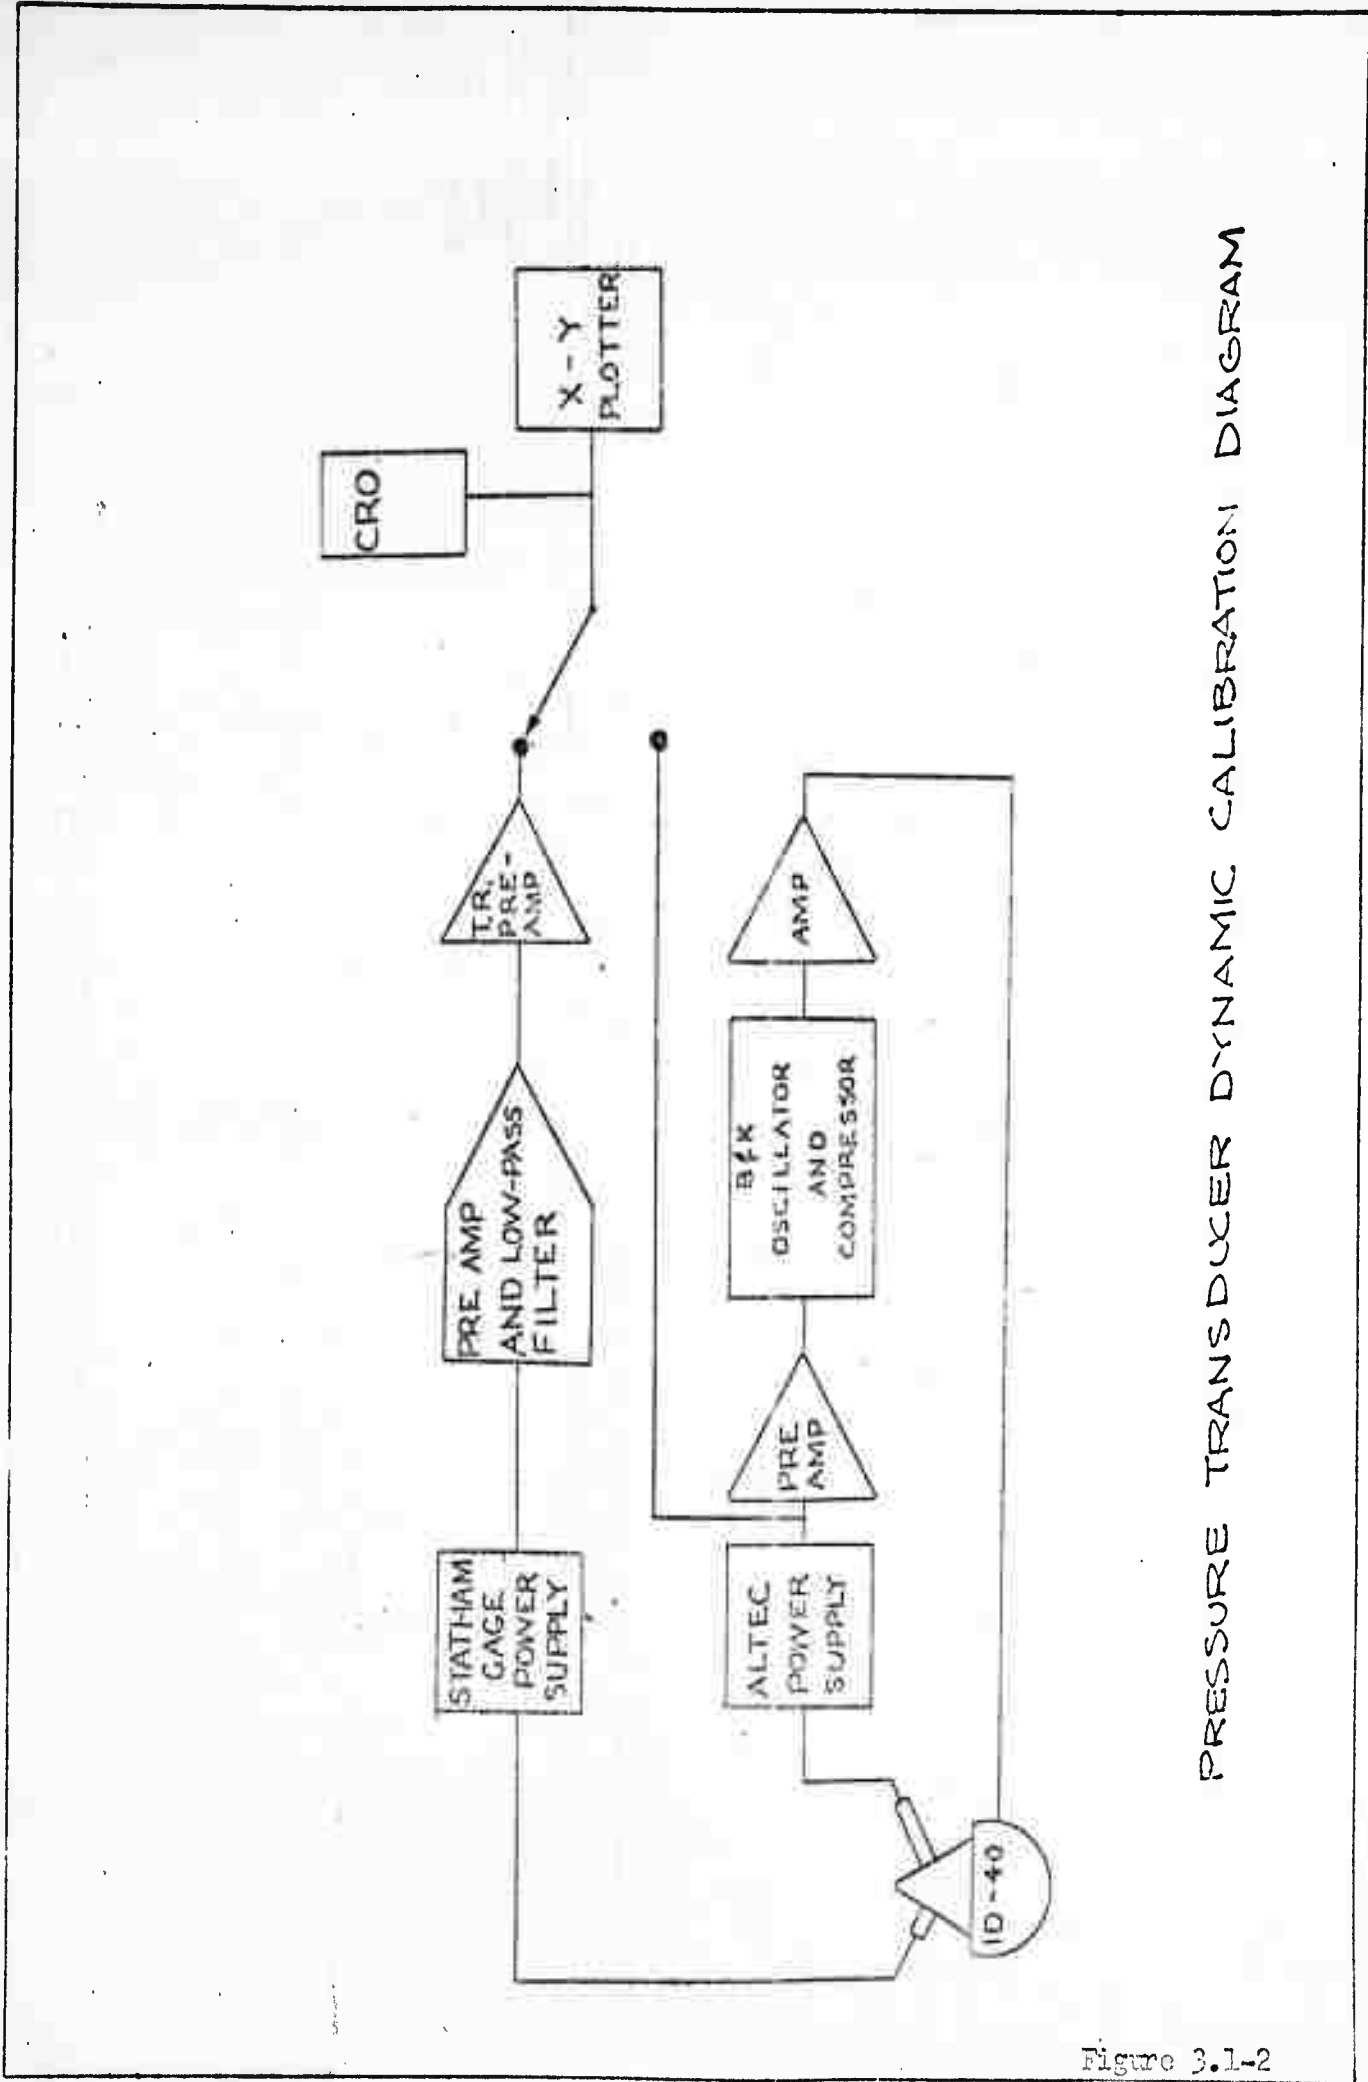 CRO
X-Y
PLOTTER
T.R.
PRE-
AMP
PRE AMP
AND LOW-PASS
FILTER
STATHAM
GAGE
POWER
SUPPLY
AMP
B&K
OSCILLATOR
AND
COMPRESSOR
PRE
AMP
ALTEC
POWER
SUPPLY
ID-40
PRESSURE TRANSDUCER DYNAMIC CALIBRATION DIAGRAM
Figure 3.1-2